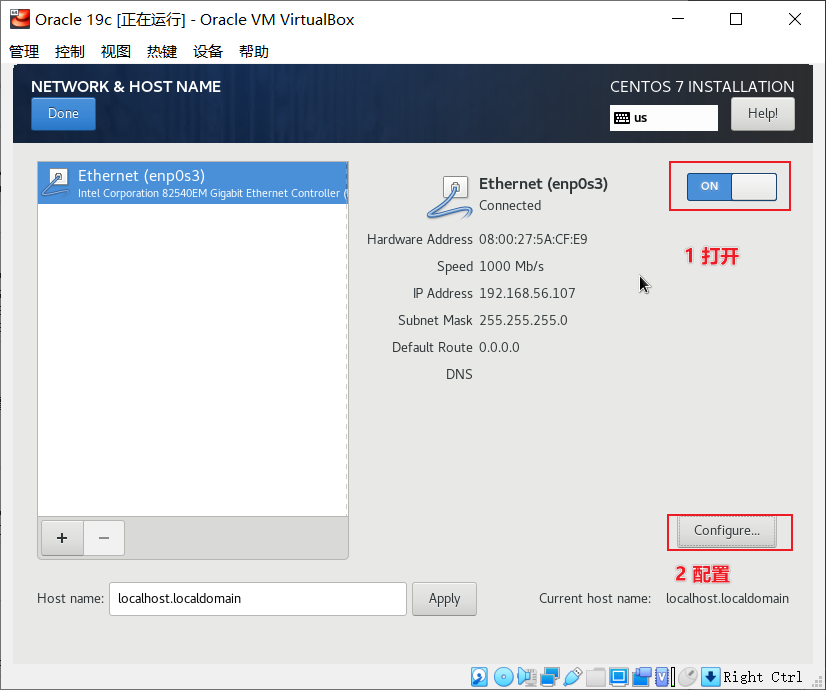 Oracle 19c [正在运行] - Oracle VM VirtualBox
管理 控制 视图 热键 设备 帮助
NETWORK & HOST NAME
CENTOS 7 INSTALLATION
Done
us
Help!
Ethernet (enp0s3)
Intel Corporation 82540EM Gigabit Ethernet Controller (
Ethernet (enp0s3)
Connected
ON
1 打开
Hardware Address 08:00:27:5A:CF:E9
Speed 1000 Mb/s
IP Address 192.168.56.107
Subnet Mask 255.255.255.0
Default Route 0.0.0.0
DNS
+ −
Configure...
2 配置
Host name: localhost.localdomain Apply
Current host name: localhost.localdomain
Right Ctrl